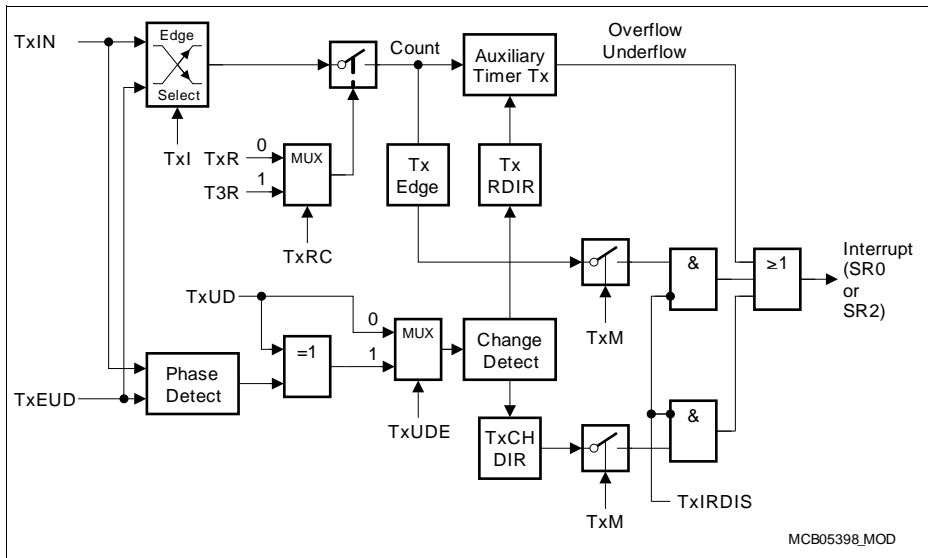 TxIN
Edge
Select
TxI
Count
Auxiliary
Timer Tx
Overflow
Underflow
TxR
0
T3R
1
MUX
TxRC
Tx
Edge
Tx
RDIR
TxM
&
≥1
Interrupt
(SR0
or
SR2)
TxUD
=1
0
1
MUX
TxUDE
Change
Detect
Phase
Detect
TxEUD
TxCH
DIR
TxM
&
TxIRDIS
MCB05398_MOD